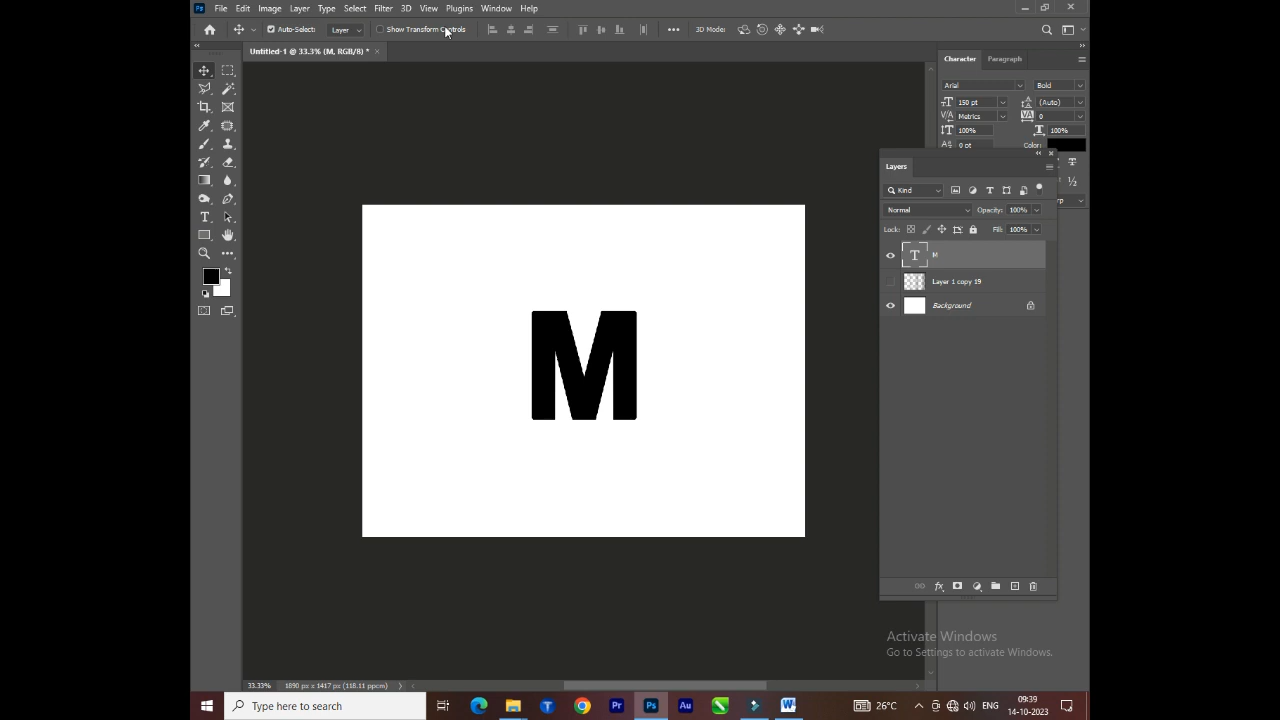 Ps File Edit Image Layer Type Select Filter 3D View Plugins Window Help
Auto-Select: Layer Show Transform Controls 3D Mode:
Untitled-1 @ 33.3% (M, RGB/8) *
Character Paragraph
Arial Bold
150 pt (Auto)
Metrics 0
100% 100%
0 pt Color:
Layers
Kind
Normal Opacity: 100%
Lock: Fill: 100%
M
Layer 1 copy 19
Background
M
Activate Windows
Go to Settings to activate Windows.
33.33% 1890 px x 1417 px (118.11 ppcm)
Type here to search Pr Ps Au 26°C ENG 09:39
14-10-2023